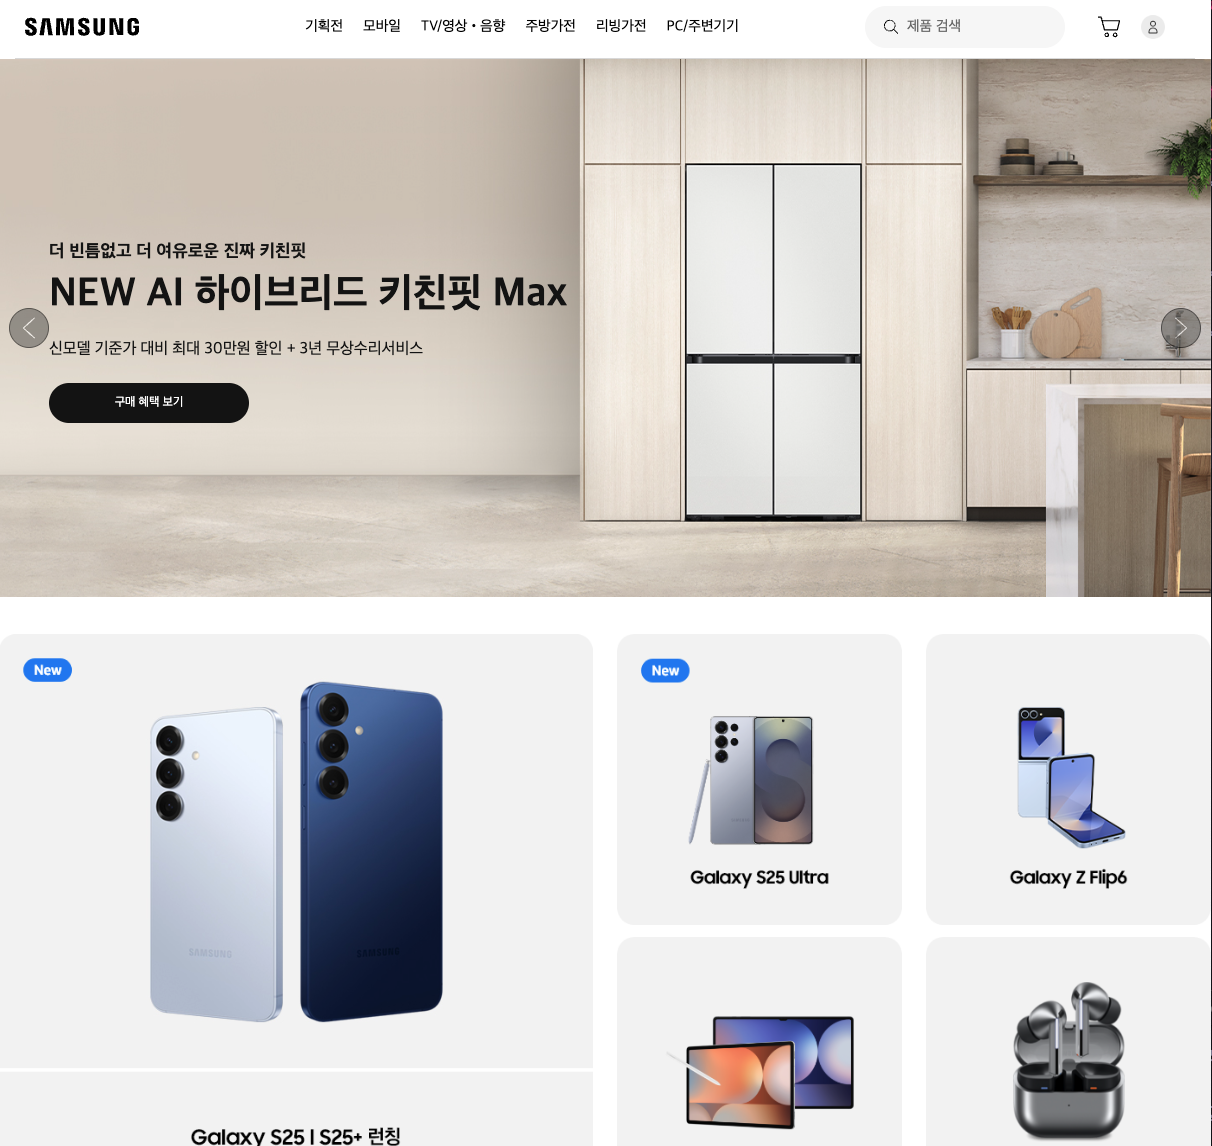 SAMSUNG
기획전 모바일 TV/영상・음향 주방가전 리빙가전 PC/주변기기
제품 검색
더 빈틈없고 더 여유로운 진짜 키친핏
NEW AI 하이브리드 키친핏 Max
신모델 기준가 대비 최대 30만원 할인 + 3년 무상수리서비스
구매 혜택 보기
New
SAMSUNG
SAMSUNG
Galaxy S25 l S25+ 런칭
New
Galaxy S25 Ultra
Galaxy Z Flip6